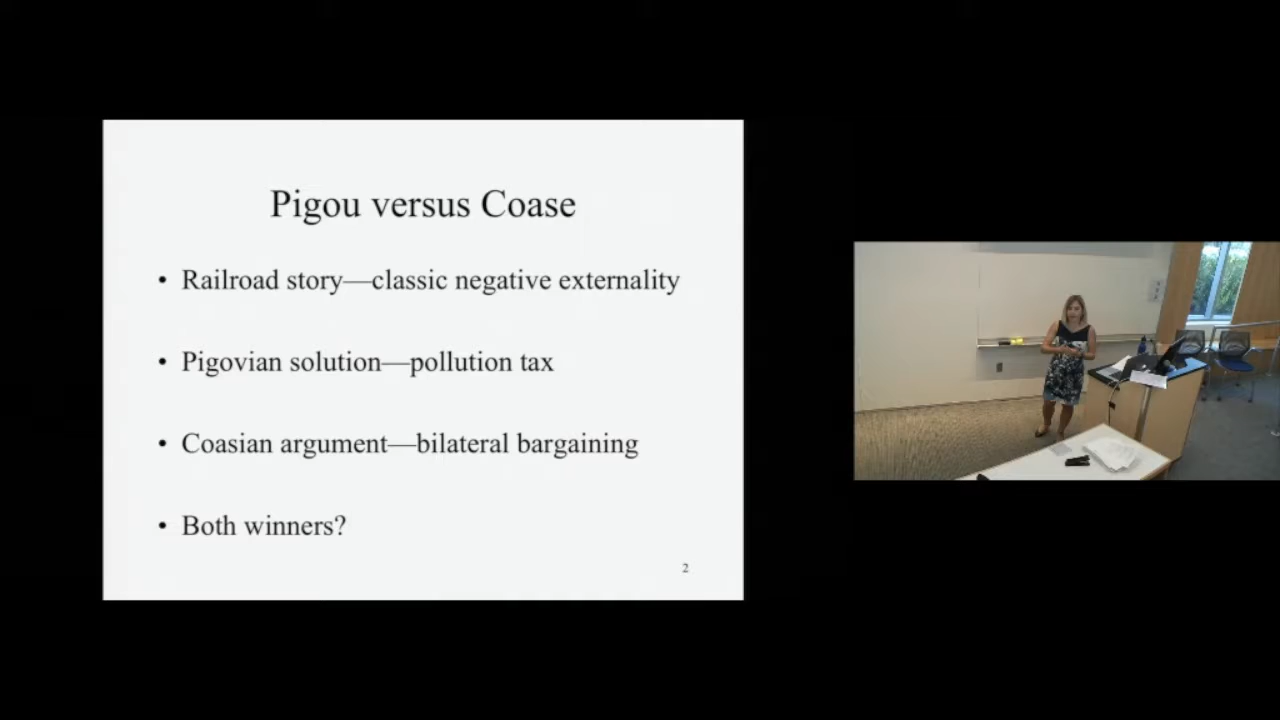 Pigou versus Coase
• Railroad story—classic negative externality
• Pigovian solution—pollution tax
• Coasian argument—bilateral bargaining
• Both winners?
2